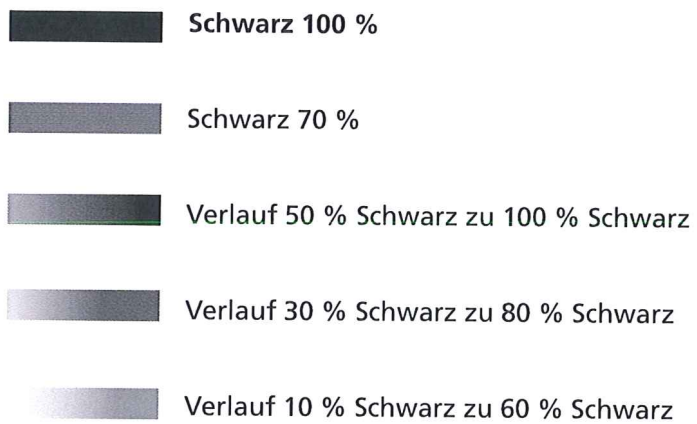 Schwarz 100 %
Schwarz 70 %
Verlauf 50 % Schwarz zu 100 % Schwarz
Verlauf 30 % Schwarz zu 80 % Schwarz
Verlauf 10 % Schwarz zu 60 % Schwarz